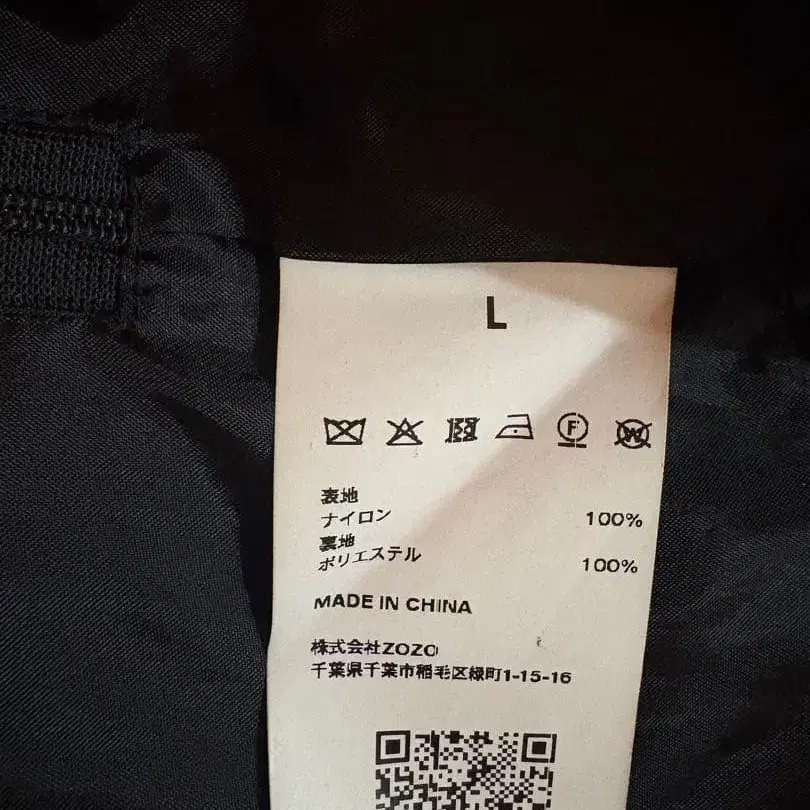 L
F W
表地
ナイロン 100%
裏地
ポリエステル 100%
MADE IN CHINA
株式会社ZOZO
千葉県千葉市稲毛区緑町1-15-16